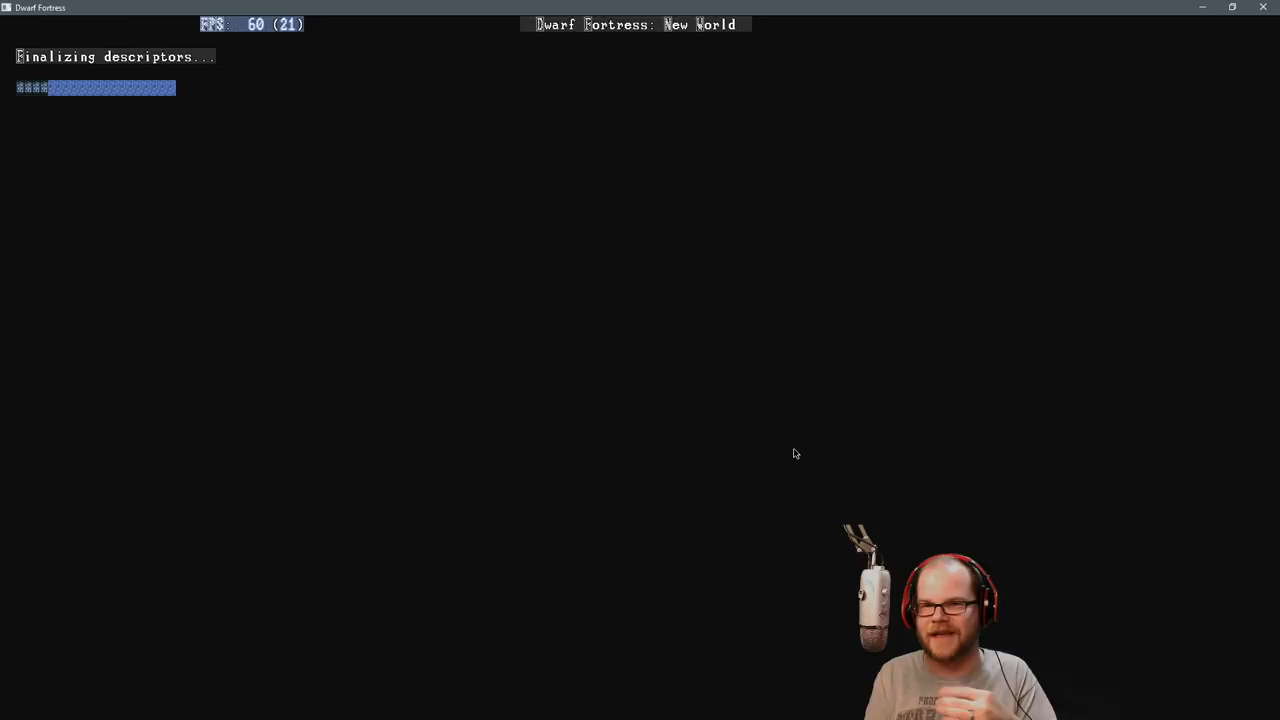 Dwarf Fortress
FPS: 60 (21)
Dwarf Fortress: New World
Finalizing descriptors...